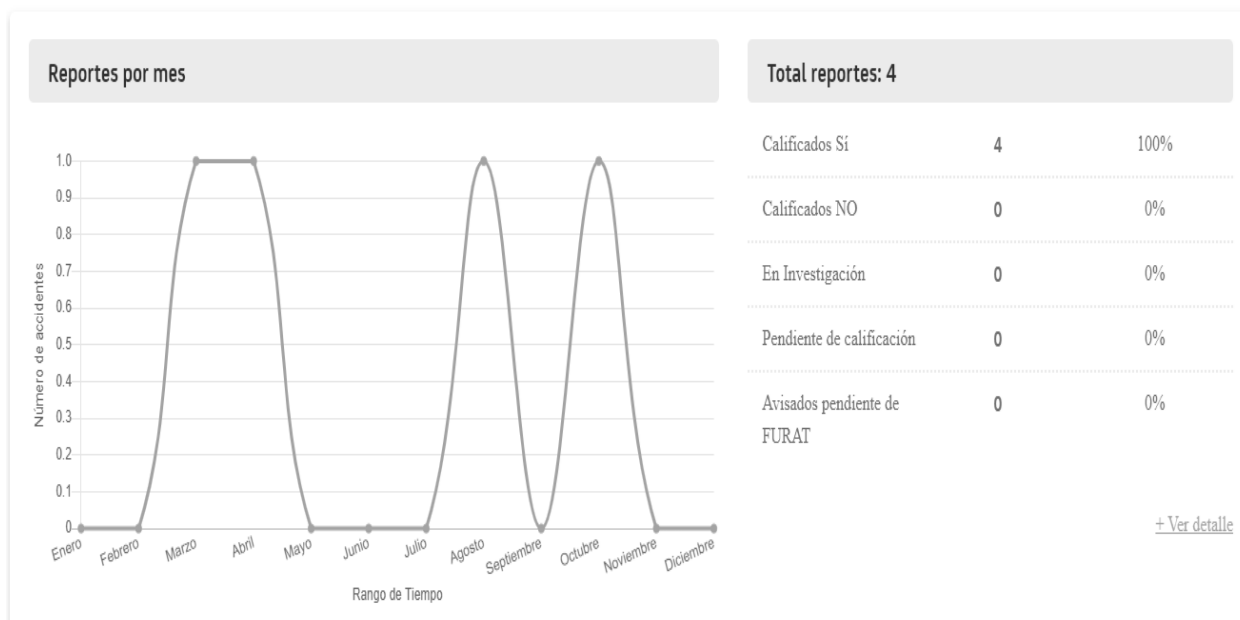 Reportes por mes
Total reportes: 4
Número de accidentes
1.0
0.9
0.8
0.7
0.6
0.5
0.4
0.3
0.2
0.1
0
Enero
Febrero
Marzo
Abril
Mayo
Junio
Julio
Agosto
Septiembre
Octubre
Noviembre
Diciembre
Rango de Tiempo
Calificados Sí 4 100%
Calificados NO 0 0%
En Investigación 0 0%
Pendiente de calificación 0 0%
Avisados pendiente de 0 0%
FURAT
+ Ver detalle